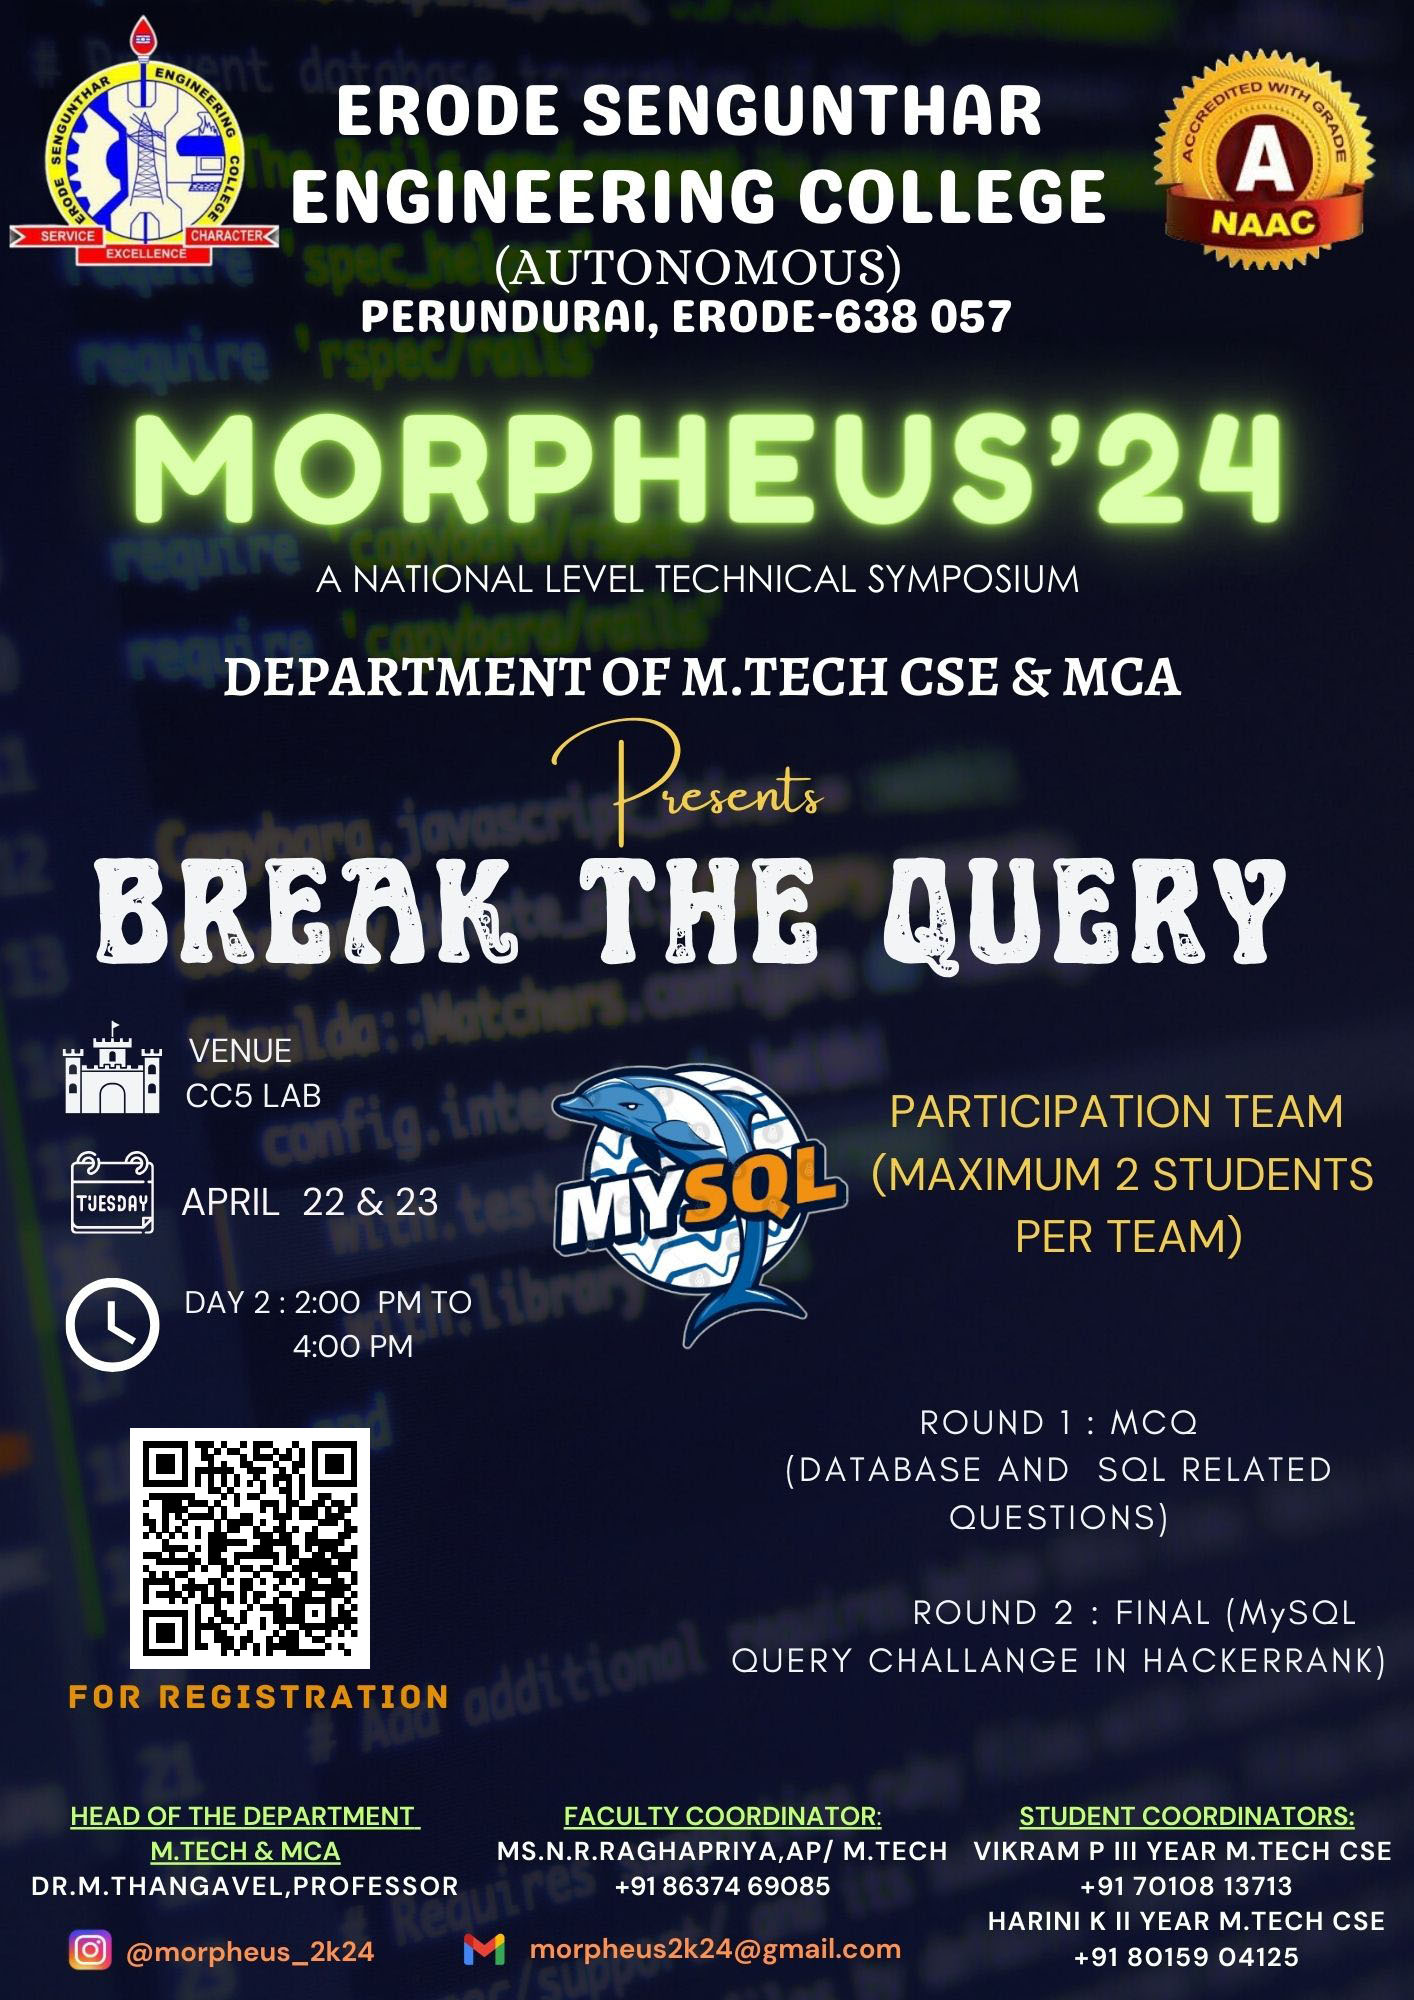 ERODE SENGUNTHAR ENGINEERING COLLEGE
SERVICE
EXCELLENCE
CHARACTER
ERODE SENGUNTHAR
ENGINEERING COLLEGE
(AUTONOMOUS)
PERUNDURAI, ERODE-638 057
ACCREDITED WITH GRADE
A
NAAC
MORPHEUS'24
A NATIONAL LEVEL TECHNICAL SYMPOSIUM
DEPARTMENT OF M.TECH CSE & MCA
Presents
BREAK THE QUERY
VENUE
CC5 LAB
TUESDAY
APRIL 22 & 23
DAY 2 : 2:00 PM TO
4:00 PM
MYSQL
PARTICIPATION TEAM
(MAXIMUM 2 STUDENTS
PER TEAM)
ROUND 1 : MCQ
(DATABASE AND SQL RELATED
QUESTIONS)
ROUND 2 : FINAL (MySQL
QUERY CHALLANGE IN HACKERRANK)
FOR REGISTRATION
HEAD OF THE DEPARTMENT
M.TECH & MCA
DR.M.THANGAVEL,PROFESSOR
FACULTY COORDINATOR:
MS.N.R.RAGHAPRIYA,AP/ M.TECH
+91 86374 69085
STUDENT COORDINATORS:
VIKRAM P III YEAR M.TECH CSE
+91 70108 13713
HARINI K II YEAR M.TECH CSE
+91 80159 04125
@morpheus_2k24
morpheus2k24@gmail.com